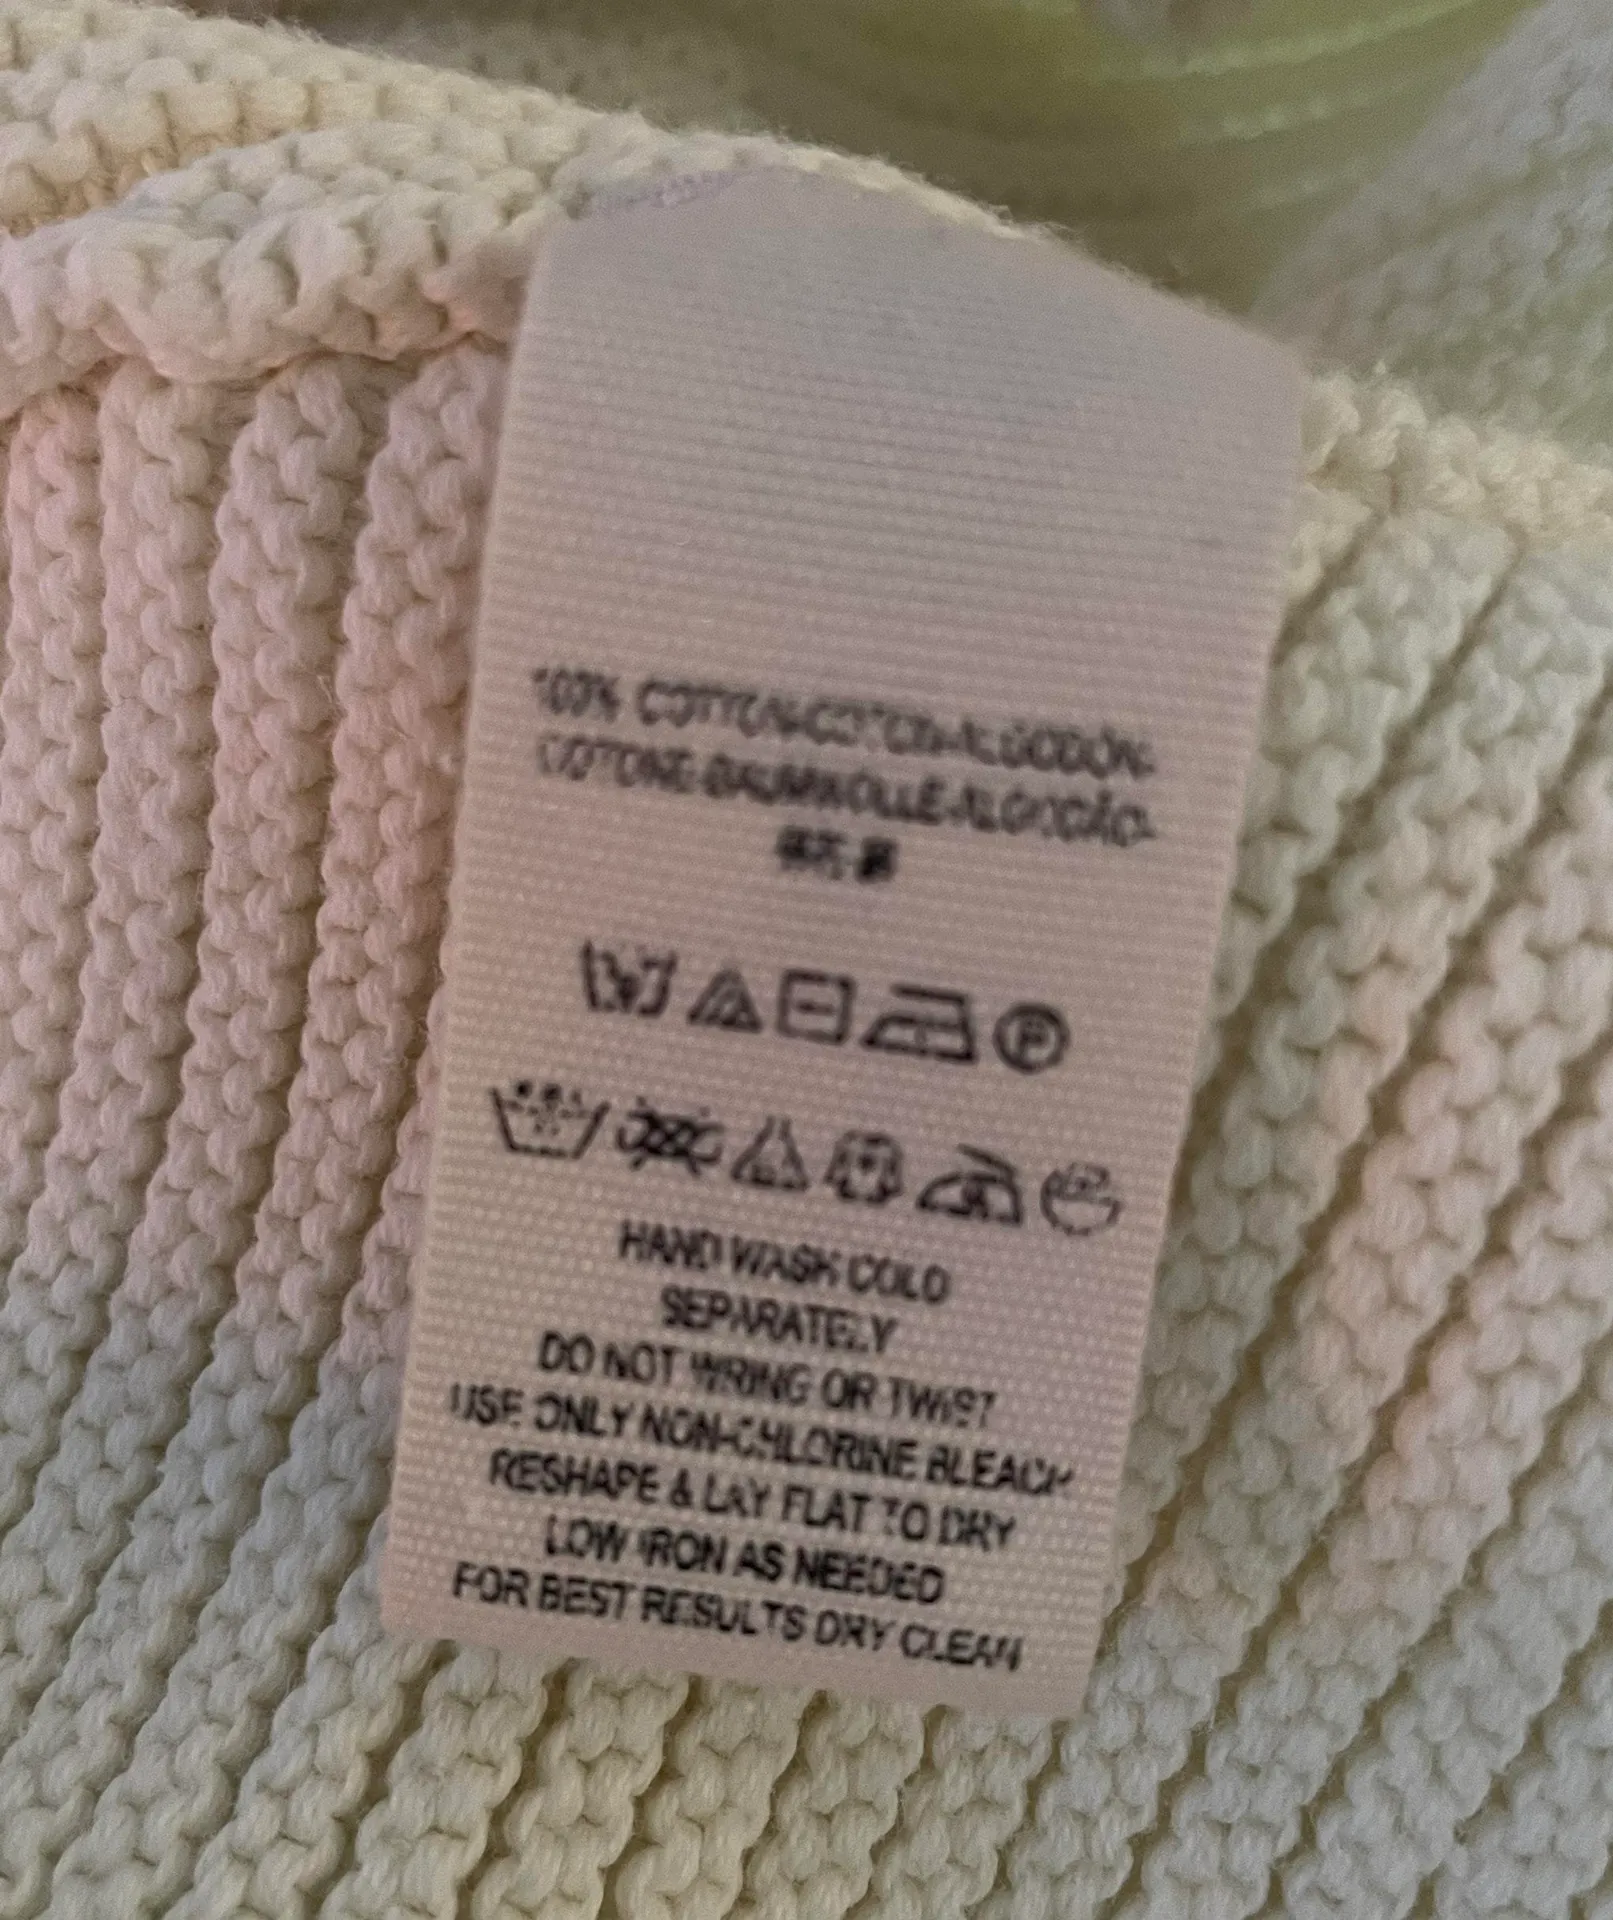 100% COTTON-COTON-ALGODÓN-
COTONE-BAUMWOLLE-ALGODÃO-
P
HAND WASH COLD
SEPARATELY
DO NOT WRING OR TWIST
USE ONLY NON-CHLORINE BLEACH
RESHAPE & LAY FLAT TO DRY
LOW IRON AS NEEDED
FOR BEST RESULTS DRY CLEAN